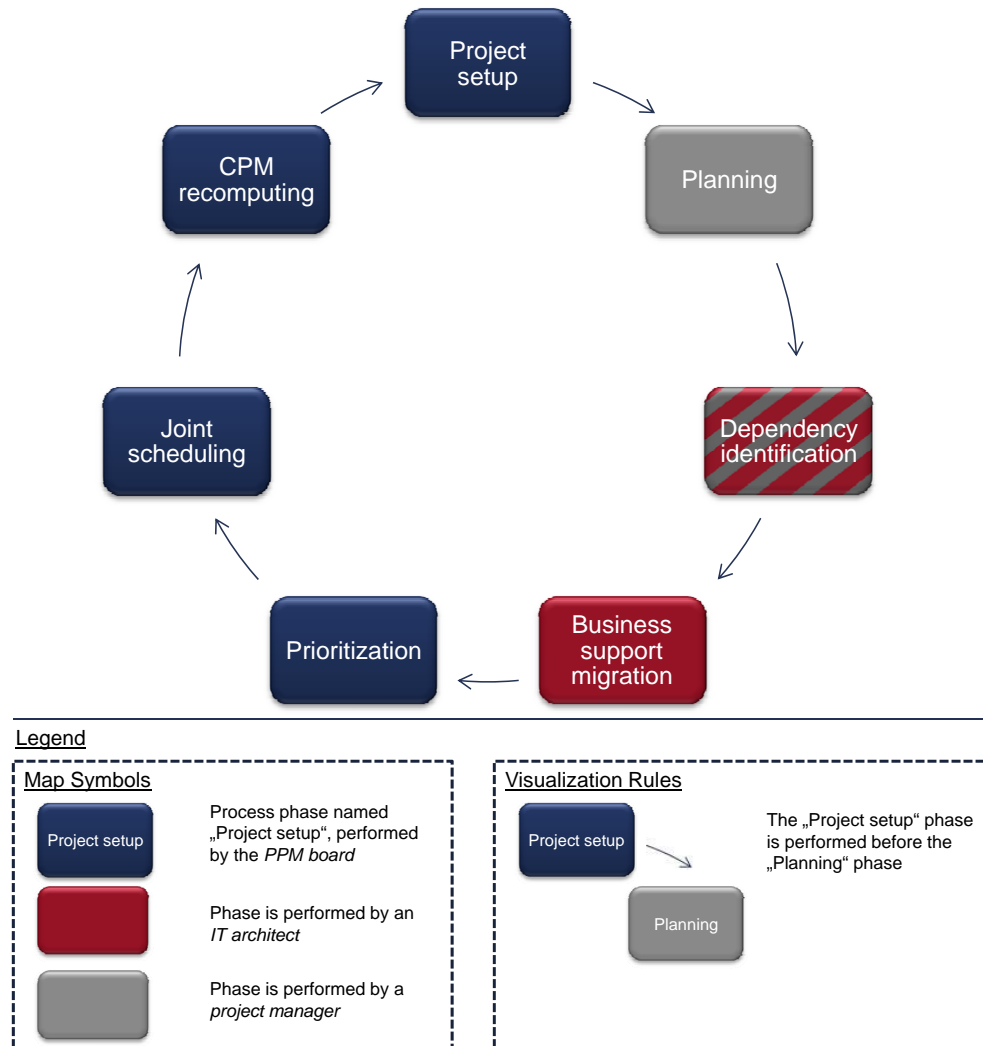 Project
setup
CPM
recomputing
Planning
Joint
scheduling
Dependency
identification
Prioritization
Business
support
migration
Legend
Map Symbols
Project setup
Process phase named
„Project setup“, performed
by the PPM board
Phase is performed by an
IT architect
Phase is performed by a
project manager
Visualization Rules
Project setup
Planning
The „Project setup“ phase
is performed before the
„Planning“ phase